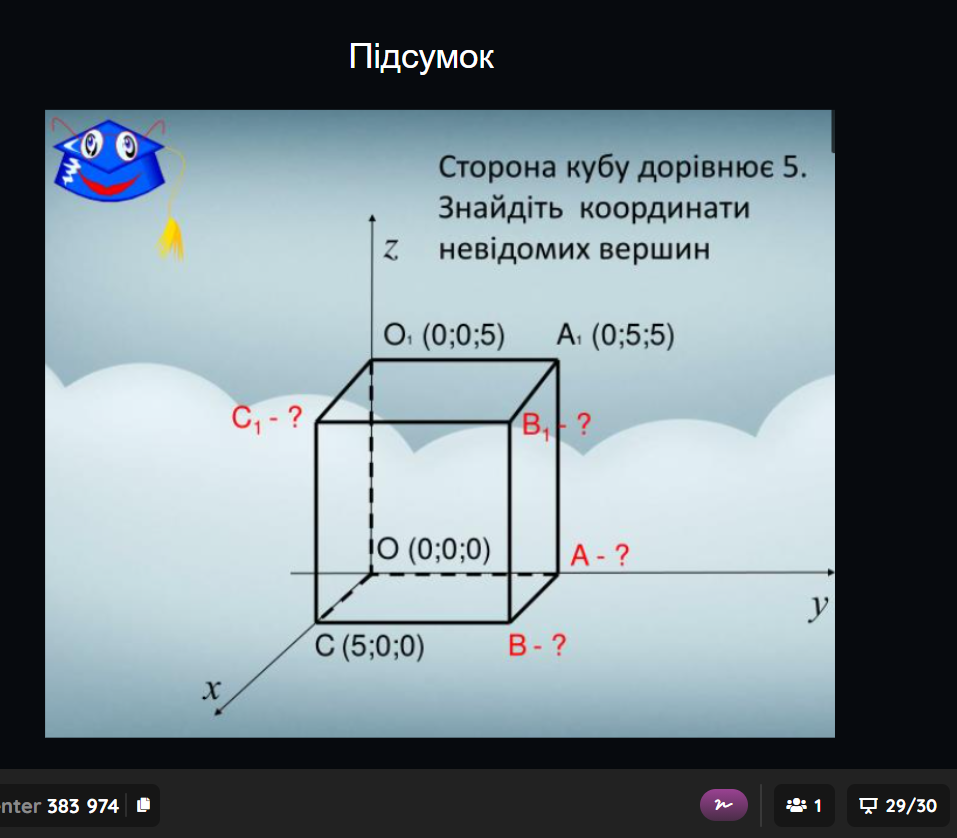 Підсумок
Сторона кубу дорівнює 5.
Знайдіть координати
невідомих вершин
z
O₁ (0;0;5)
A₁ (0;5;5)
C₁ - ?
B₁ - ?
O (0;0;0)
A - ?
y
C (5;0;0)
B - ?
x
nter 383 974
1
29/30